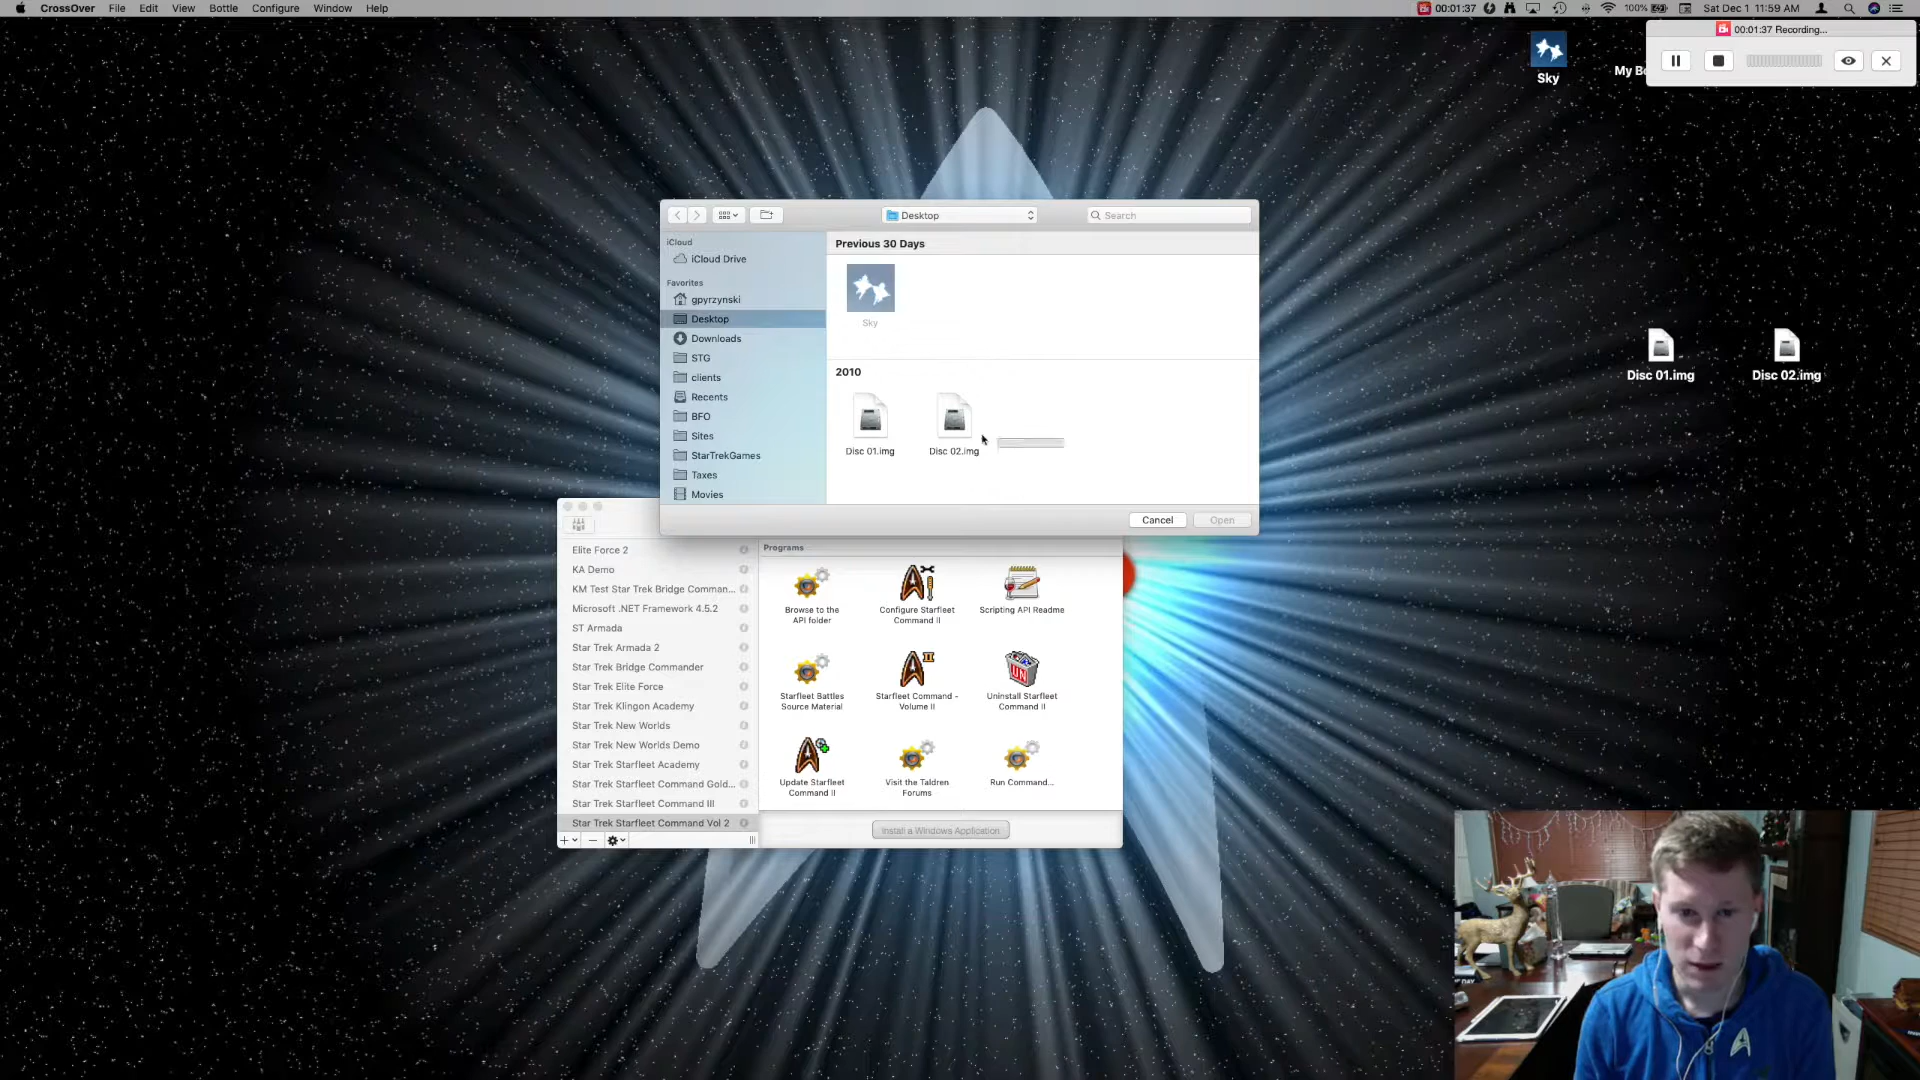 CrossOver File Edit View Bottle Configure Window Help
00:01:37 100% Sat Dec 1 11:59 AM
00:01:37 Recording...
Sky
My Bo
Disc 01.img
Disc 02.img
Desktop
Search
iCloud
iCloud Drive
Favorites
gpyrzynski
Desktop
Downloads
STG
clients
Recents
BFO
Sites
StarTrekGames
Taxes
Movies
Previous 30 Days
Sky
2010
Disc 01.img
Disc 02.img
Cancel
Open
Elite Force 2
KA Demo
KM Test Star Trek Bridge Comman...
Microsoft .NET Framework 4.5.2
ST Armada
Star Trek Armada 2
Star Trek Bridge Commander
Star Trek Elite Force
Star Trek Klingon Academy
Star Trek New Worlds
Star Trek New Worlds Demo
Star Trek Starfleet Academy
Star Trek Starfleet Command Gold...
Star Trek Starfleet Command III
Star Trek Starfleet Command Vol 2
Programs
Browse to the
API folder
Configure Starfleet
Command II
Scripting API Readme
Starfleet Battles
Source Material
Starfleet Command -
Volume II
UN
Uninstall Starfleet
Command II
Update Starfleet
Command II
Visit the Taldren
Forums
Run Command...
Install a Windows Application